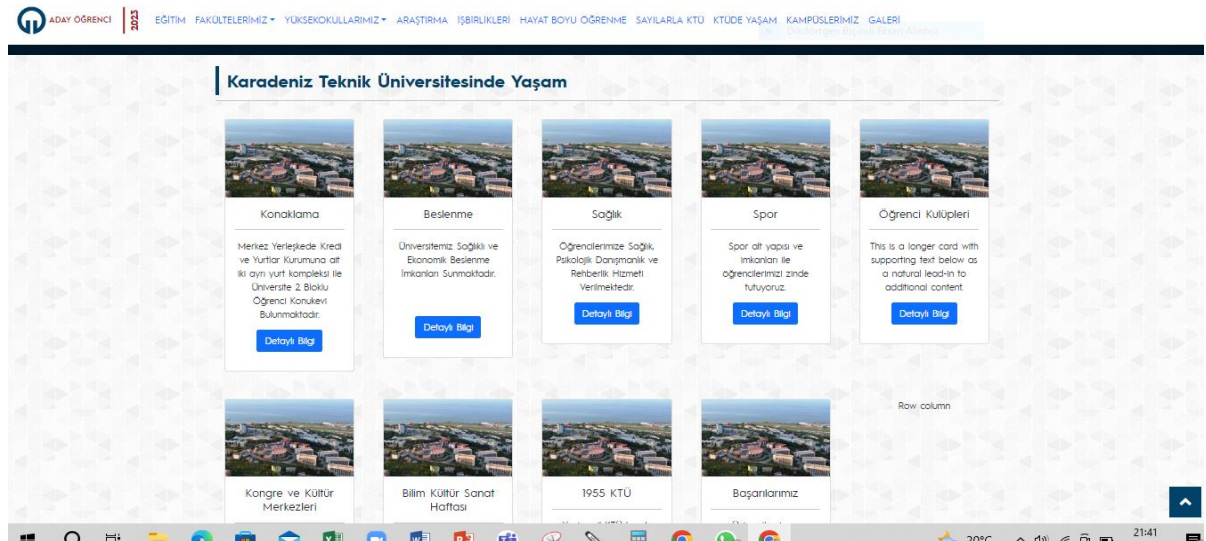 ADAY ÖĞRENCİ 2023 EĞİTİM FAKÜLTELERİMİZ YÜKSEKOKULLARIMIZ ARAŞTIRMA İŞBİRLİKLERİ HAYAT BOYU ÖĞRENME SAYILARLA KTÜ KTÜDE YAŞAM KAMPÜSLERİMİZ GALERİ
Dikdörtgen Biçimli Ekran Alıntısı
Karadeniz Teknik Üniversitesinde Yaşam
Konaklama
Merkez Yerleşkede Kredi
ve Yurtlar Kurumuna ait
iki ayrı yurt kompleksi ile
Üniversite 2 Bloklu
Öğrenci Konukevi
Bulunmaktadır.
Detaylı Bilgi
Beslenme
Üniversitemiz Sağlıklı ve
Ekonomik Beslenme
İmkanları Sunmaktadır.
Detaylı Bilgi
Sağlık
Öğrencilerimize Sağlık,
Psikolojik Danışmanlık ve
Rehberlik Hizmeti
Verilmektedir.
Detaylı Bilgi
Spor
Spor alt yapısı ve
imkanları ile
öğrencilerimizi zinde
tutuyoruz.
Detaylı Bilgi
Öğrenci Kulüpleri
This is a longer card with
supporting text below as
a natural lead-in to
additional content
Detaylı Bilgi
Kongre ve Kültür
Merkezleri
Bilim Kültür Sanat
Haftası
1955 KTÜ
Başarılarımız
Row column
20°C
21:41